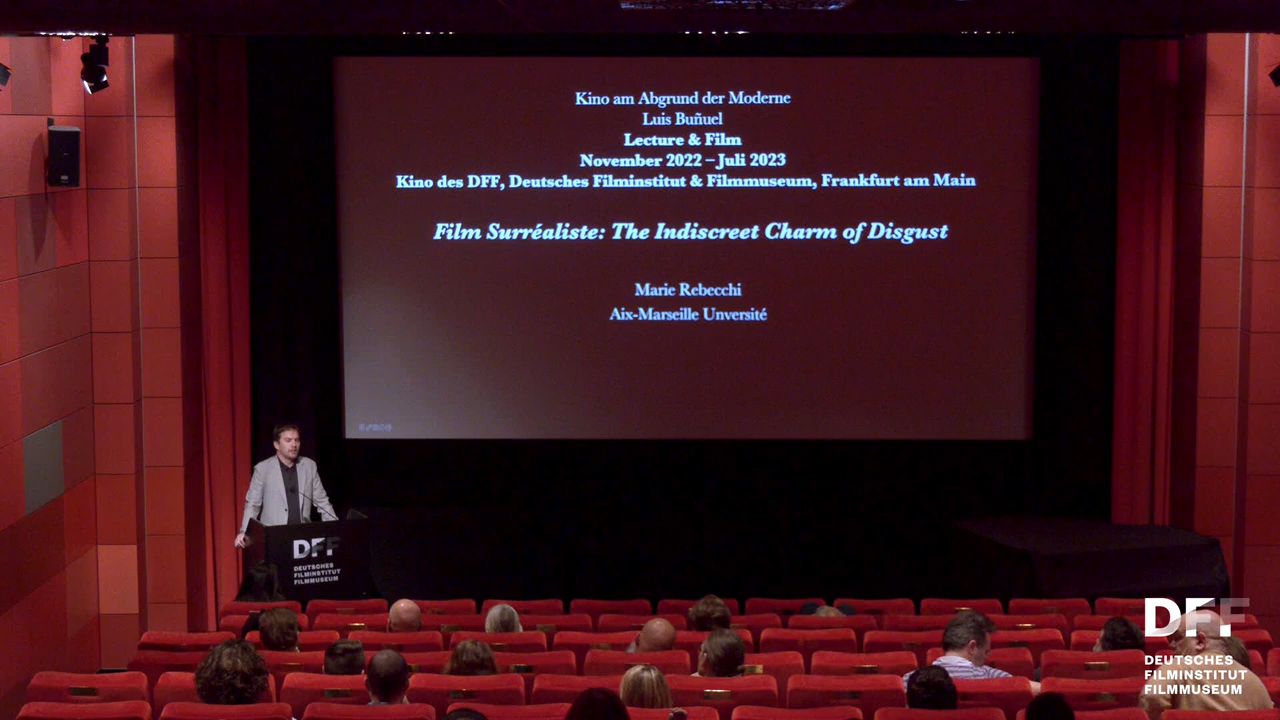 Kino am Abgrund der Moderne
Luis Buñuel
Lecture & Film
November 2022 – Juli 2023
Kino des DFF, Deutsches Filminstitut & Filmmuseum, Frankfurt am Main
Film Surréaliste: The Indiscreet Charm of Disgust
Marie Rebecchi
Aix-Marseille Unversité
DFF
DEUTSCHES
FILMINSTITUT
FILMMUSEUM
DFF
DEUTSCHES
FILMINSTITUT
FILMMUSEUM